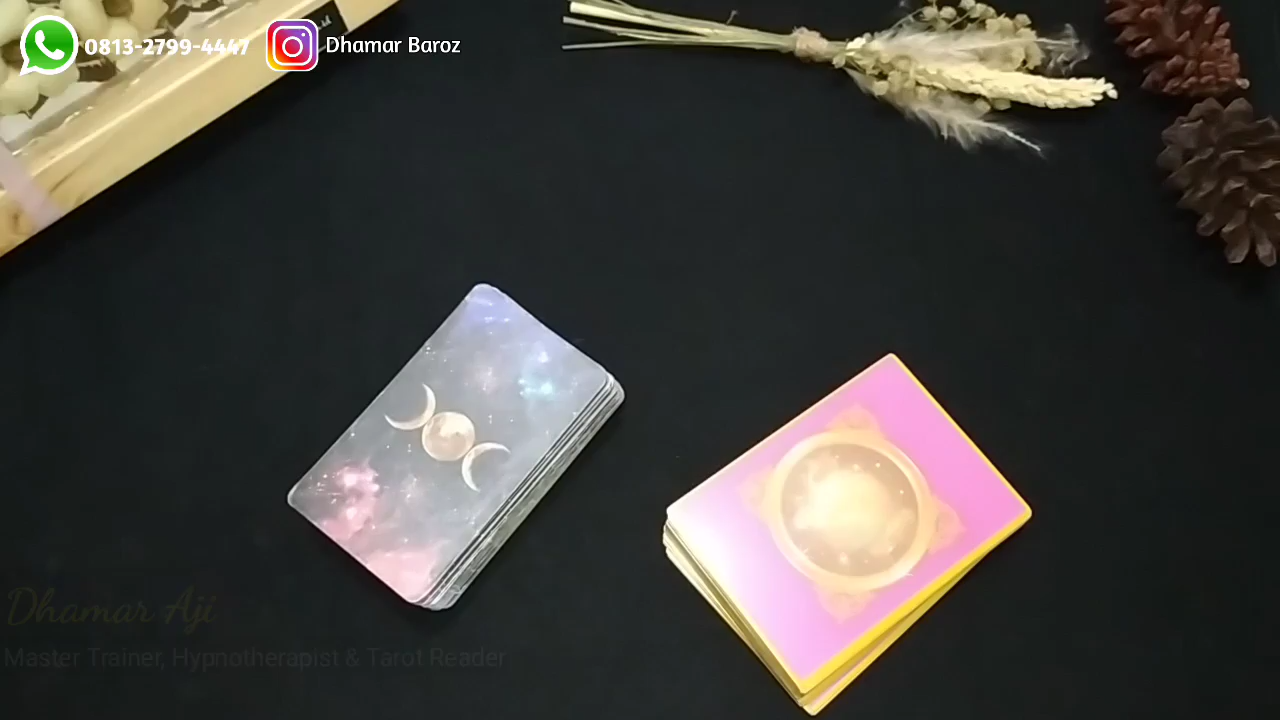 0813-2799-4447
Dhamar Baroz
Dhamar Aji
Master Trainer, Hypnotherapist & Tarot Reader